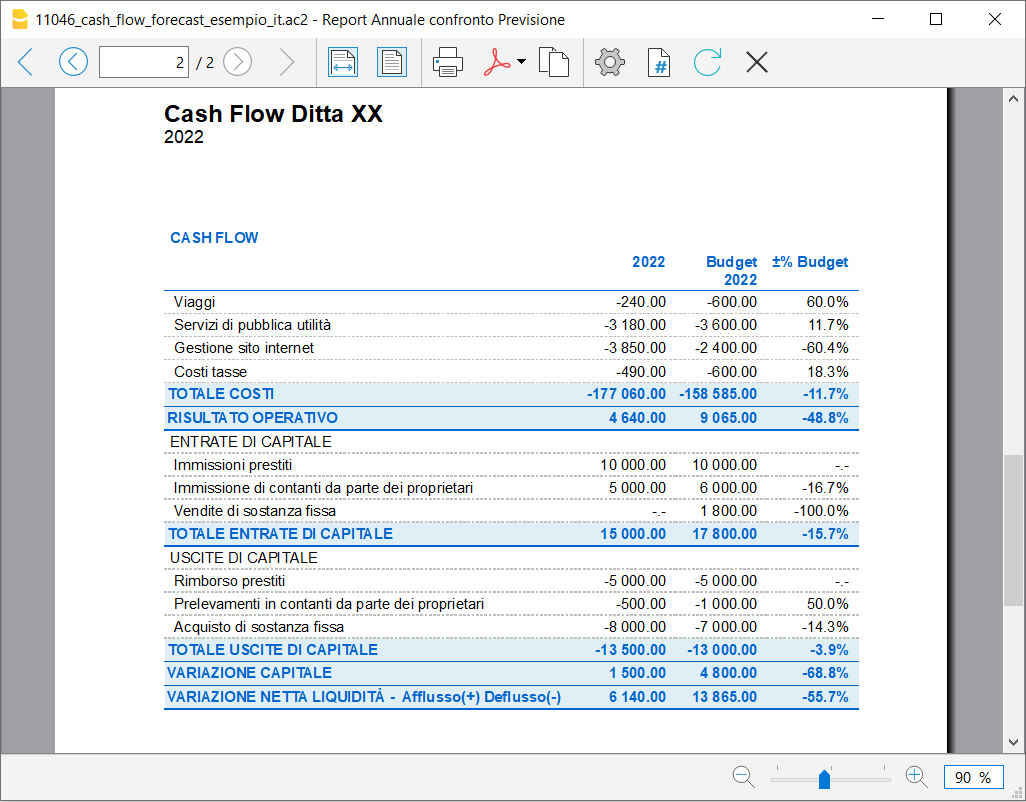 11046_cash_flow_forecast_esempio_it.ac2 - Report Annuale confronto Previsione
2 / 2
#
Cash Flow Ditta XX
2022
CASH FLOW
2022 Budget 2022 ±% Budget
Viaggi -240.00 -600.00 60.0%
Servizi di pubblica utilità -3 180.00 -3 600.00 11.7%
Gestione sito internet -3 850.00 -2 400.00 -60.4%
Costi tasse -490.00 -600.00 18.3%
TOTALE COSTI -177 060.00 -158 585.00 -11.7%
RISULTATO OPERATIVO 4 640.00 9 065.00 -48.8%
ENTRATE DI CAPITALE
Immissioni prestiti 10 000.00 10 000.00 -.-
Immissione di contanti da parte dei proprietari 5 000.00 6 000.00 -16.7%
Vendite di sostanza fissa -.- 1 800.00 -100.0%
TOTALE ENTRATE DI CAPITALE 15 000.00 17 800.00 -15.7%
USCITE DI CAPITALE
Rimborso prestiti -5 000.00 -5 000.00 -.-
Prelevamenti in contanti da parte dei proprietari -500.00 -1 000.00 50.0%
Acquisto di sostanza fissa -8 000.00 -7 000.00 -14.3%
TOTALE USCITE DI CAPITALE -13 500.00 -13 000.00 -3.9%
VARIAZIONE CAPITALE 1 500.00 4 800.00 -68.8%
VARIAZIONE NETTA LIQUIDITÀ - Afflusso(+) Deflusso(-) 6 140.00 13 865.00 -55.7%
90 %